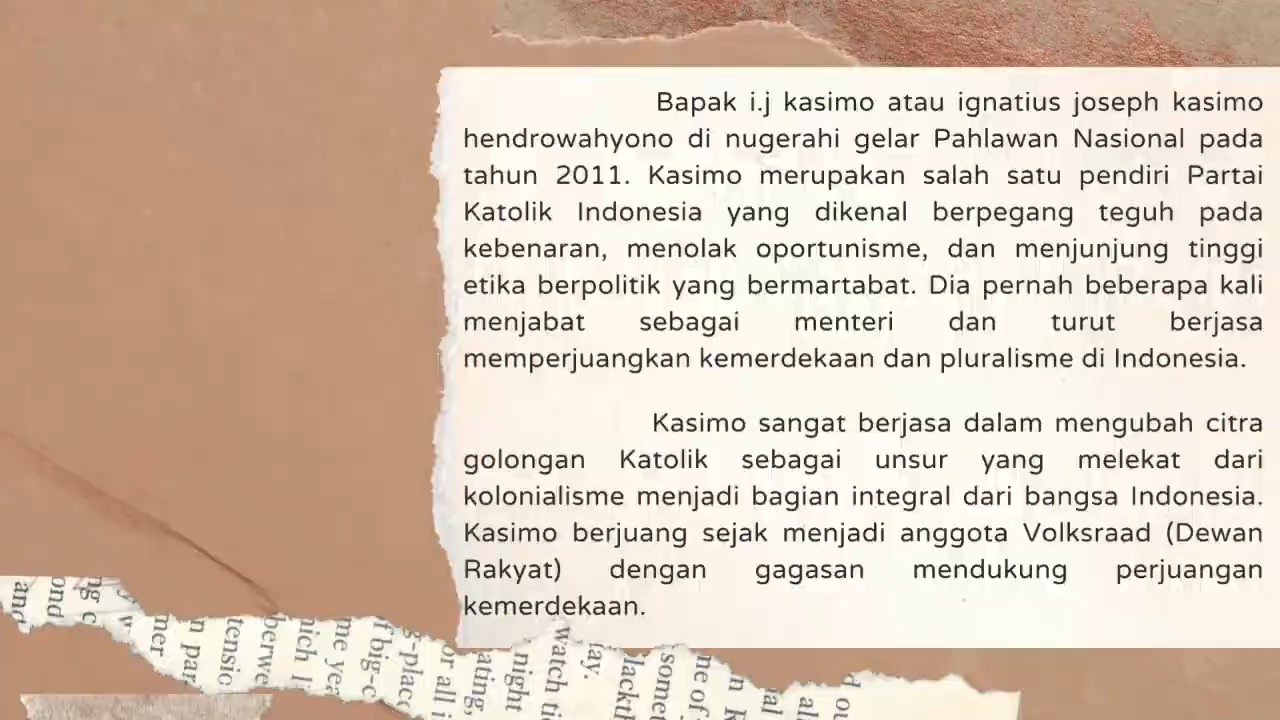 Bapak i.j kasimo atau ignatius joseph kasimo
hendrowahyono di nugerahi gelar Pahlawan Nasional pada
tahun 2011. Kasimo merupakan salah satu pendiri Partai
Katolik Indonesia yang dikenal berpegang teguh pada
kebenaran, menolak oportunisme, dan menjunjung tinggi
etika berpolitik yang bermartabat. Dia pernah beberapa kali
menjabat sebagai menteri dan turut berjasa
memperjuangkan kemerdekaan dan pluralisme di Indonesia.
Kasimo sangat berjasa dalam mengubah citra
golongan Katolik sebagai unsur yang melekat dari
kolonialisme menjadi bagian integral dari bangsa Indonesia.
Kasimo berjuang sejak menjadi anggota Volksraad (Dewan
Rakyat) dengan gagasan mendukung perjuangan
kemerdekaan.